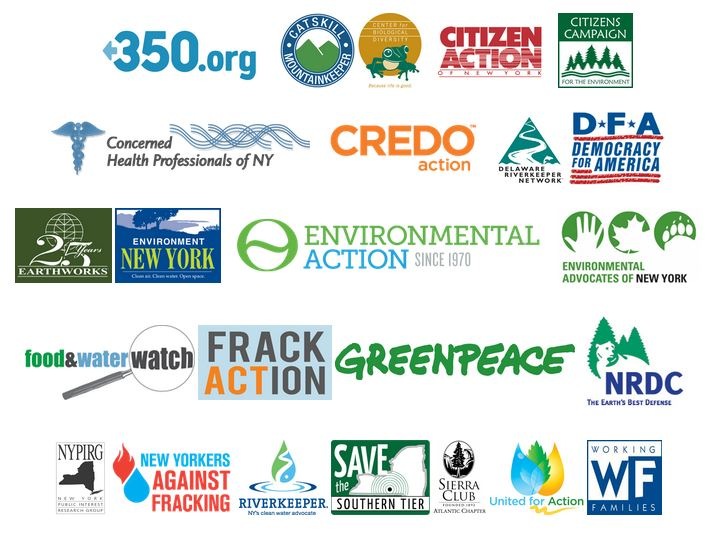 350.org
CATSKILL
MOUNTAINKEEPER
CENTER for
BIOLOGICAL
DIVERSITY
Because life is good.
CITIZEN
ACTION
OF NEW YORK
CITIZENS
CAMPAIGN
FOR THE ENVIRONMENT
Concerned
Health Professionals of NY
CREDO™
action
DELAWARE
RIVERKEEPER
NETWORK
D★F★A
DEMOCRACY
FOR AMERICA
25 Years
EARTHWORKS
ENVIRONMENT
NEW YORK
Clean air. Clean water. Open space.
ENVIRONMENTAL
ACTION SINCE 1970
ENVIRONMENTAL
ADVOCATES OF NEW YORK
food&waterwatch
FRACK
ACTION
GREENPEACE
NRDC
THE EARTH'S BEST DEFENSE
NYPIRG
NEW YORK
PUBLIC INTEREST
RESEARCH GROUP
NEW YORKERS
AGAINST
FRACKING
RIVERKEEPER.
NY's clean water advocate
SAVE
the
SOUTHERN TIER
SIERRA
CLUB
FOUNDED 1892
ATLANTIC CHAPTER
United for Action
WORKING
WF
FAMILIES